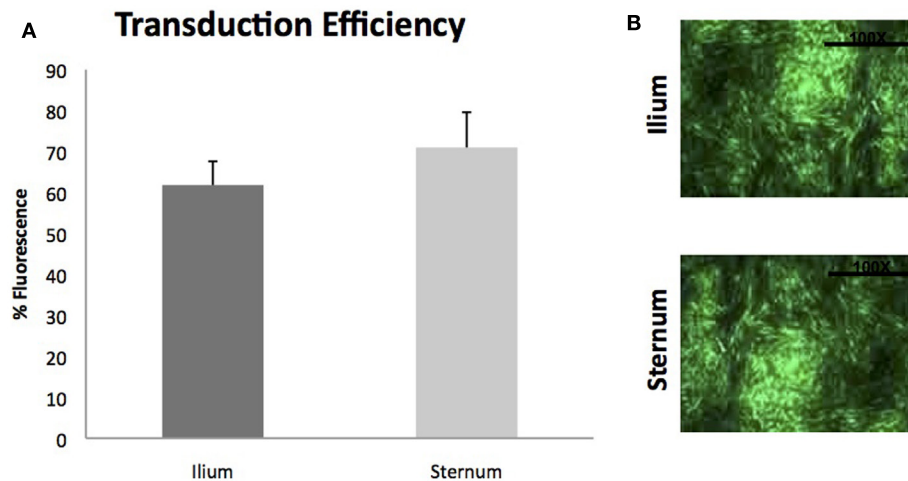 A
Transduction Efficiency
% Fluorescence
90
80
70
60
50
40
30
20
10
0
Ilium
Sternum
B
Ilium
100X
Sternum
100X